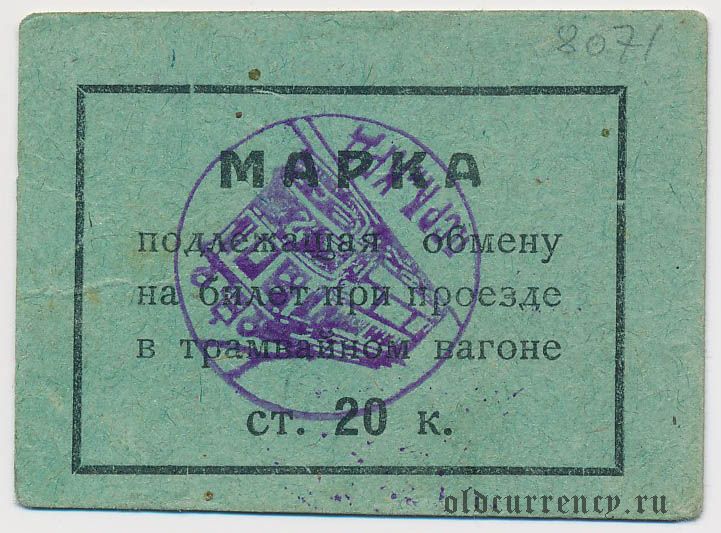 8071
МАРКА
подлежащая обмену
на билет при проезде
в трамвайном вагоне
ст. 20 к.
oldcurrency.ru